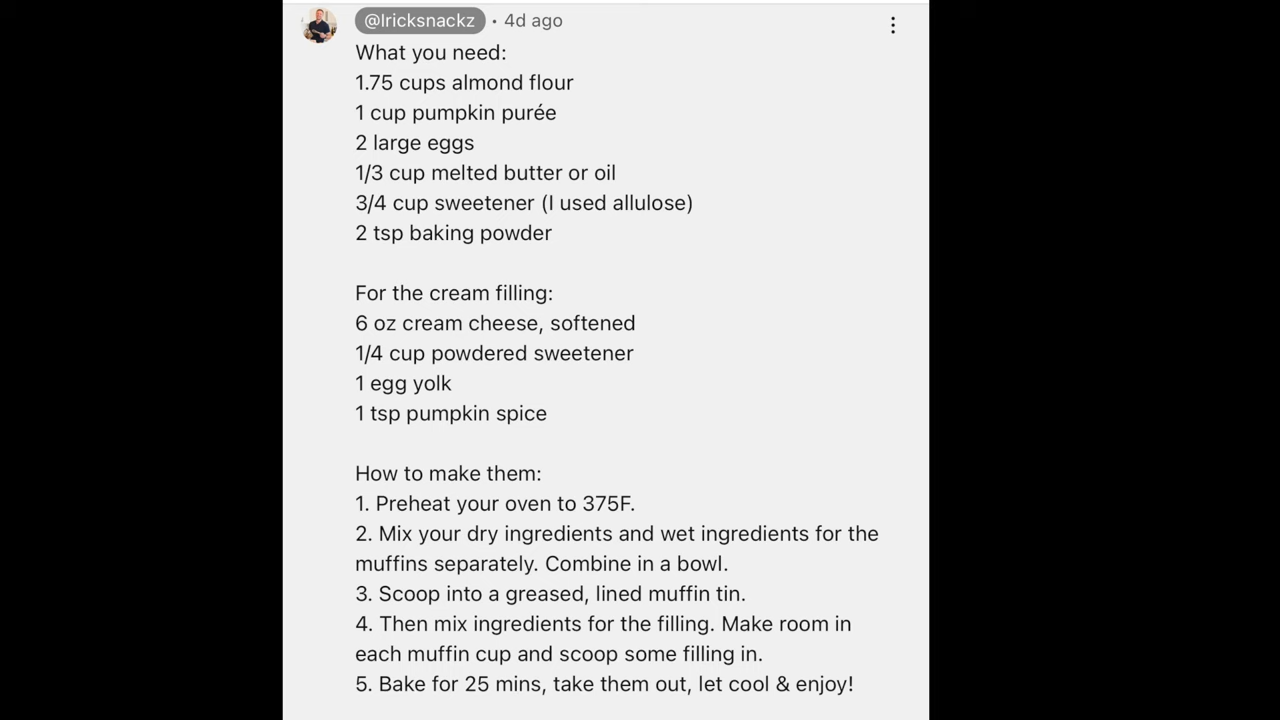 @lricksnackz · 4d ago
What you need:
1.75 cups almond flour
1 cup pumpkin purée
2 large eggs
1/3 cup melted butter or oil
3/4 cup sweetener (I used allulose)
2 tsp baking powder
For the cream filling:
6 oz cream cheese, softened
1/4 cup powdered sweetener
1 egg yolk
1 tsp pumpkin spice
How to make them:
1. Preheat your oven to 375F.
2. Mix your dry ingredients and wet ingredients for the
muffins separately. Combine in a bowl.
3. Scoop into a greased, lined muffin tin.
4. Then mix ingredients for the filling. Make room in
each muffin cup and scoop some filling in.
5. Bake for 25 mins, take them out, let cool & enjoy!